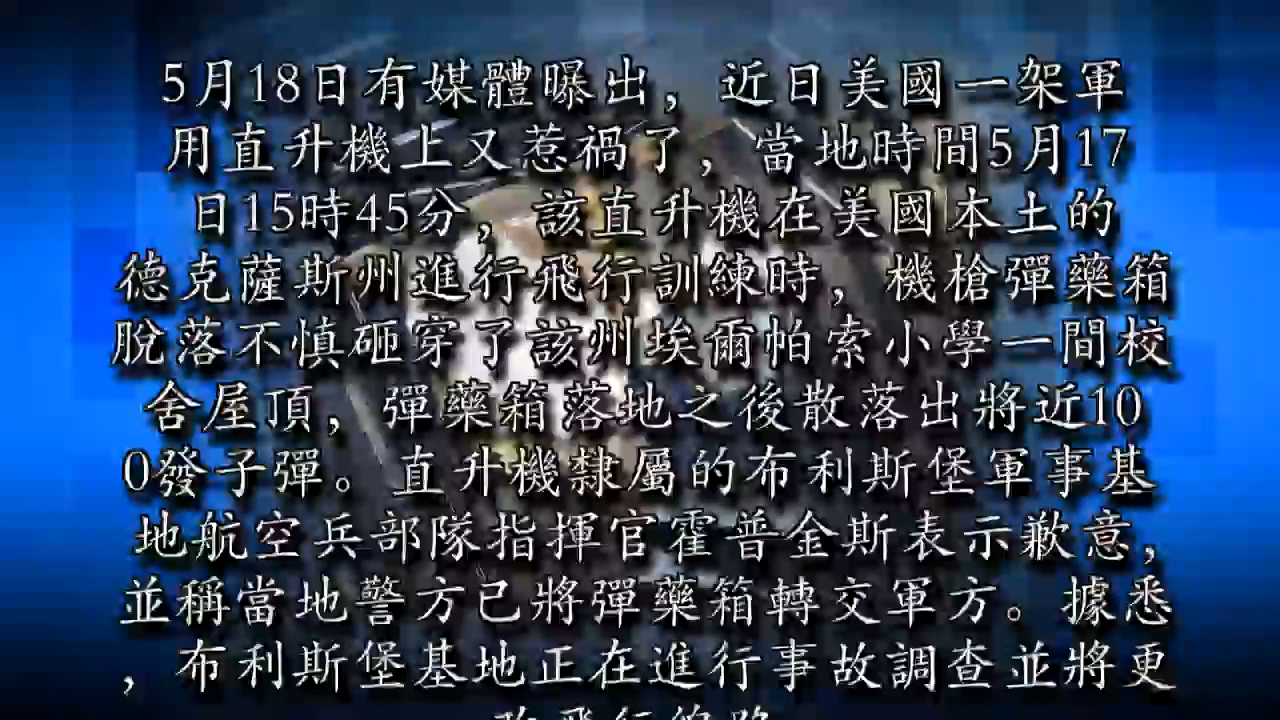 5月18日有媒體曝出，近日美國一架軍
用直升機上又惹禍了，當地時間5月17
日15時45分，該直升機在美國本土的
德克薩斯州進行飛行訓練時，機槍彈藥箱
脫落不慎砸穿了該州埃爾帕索小學一間校
舍屋頂，彈藥箱落地之後散落出將近10
0發子彈。直升機隸屬的布利斯堡軍事基
地航空兵部隊指揮官霍普金斯表示歉意，
並稱當地警方已將彈藥箱轉交軍方。據悉
，布利斯堡基地正在進行事故調查並將更